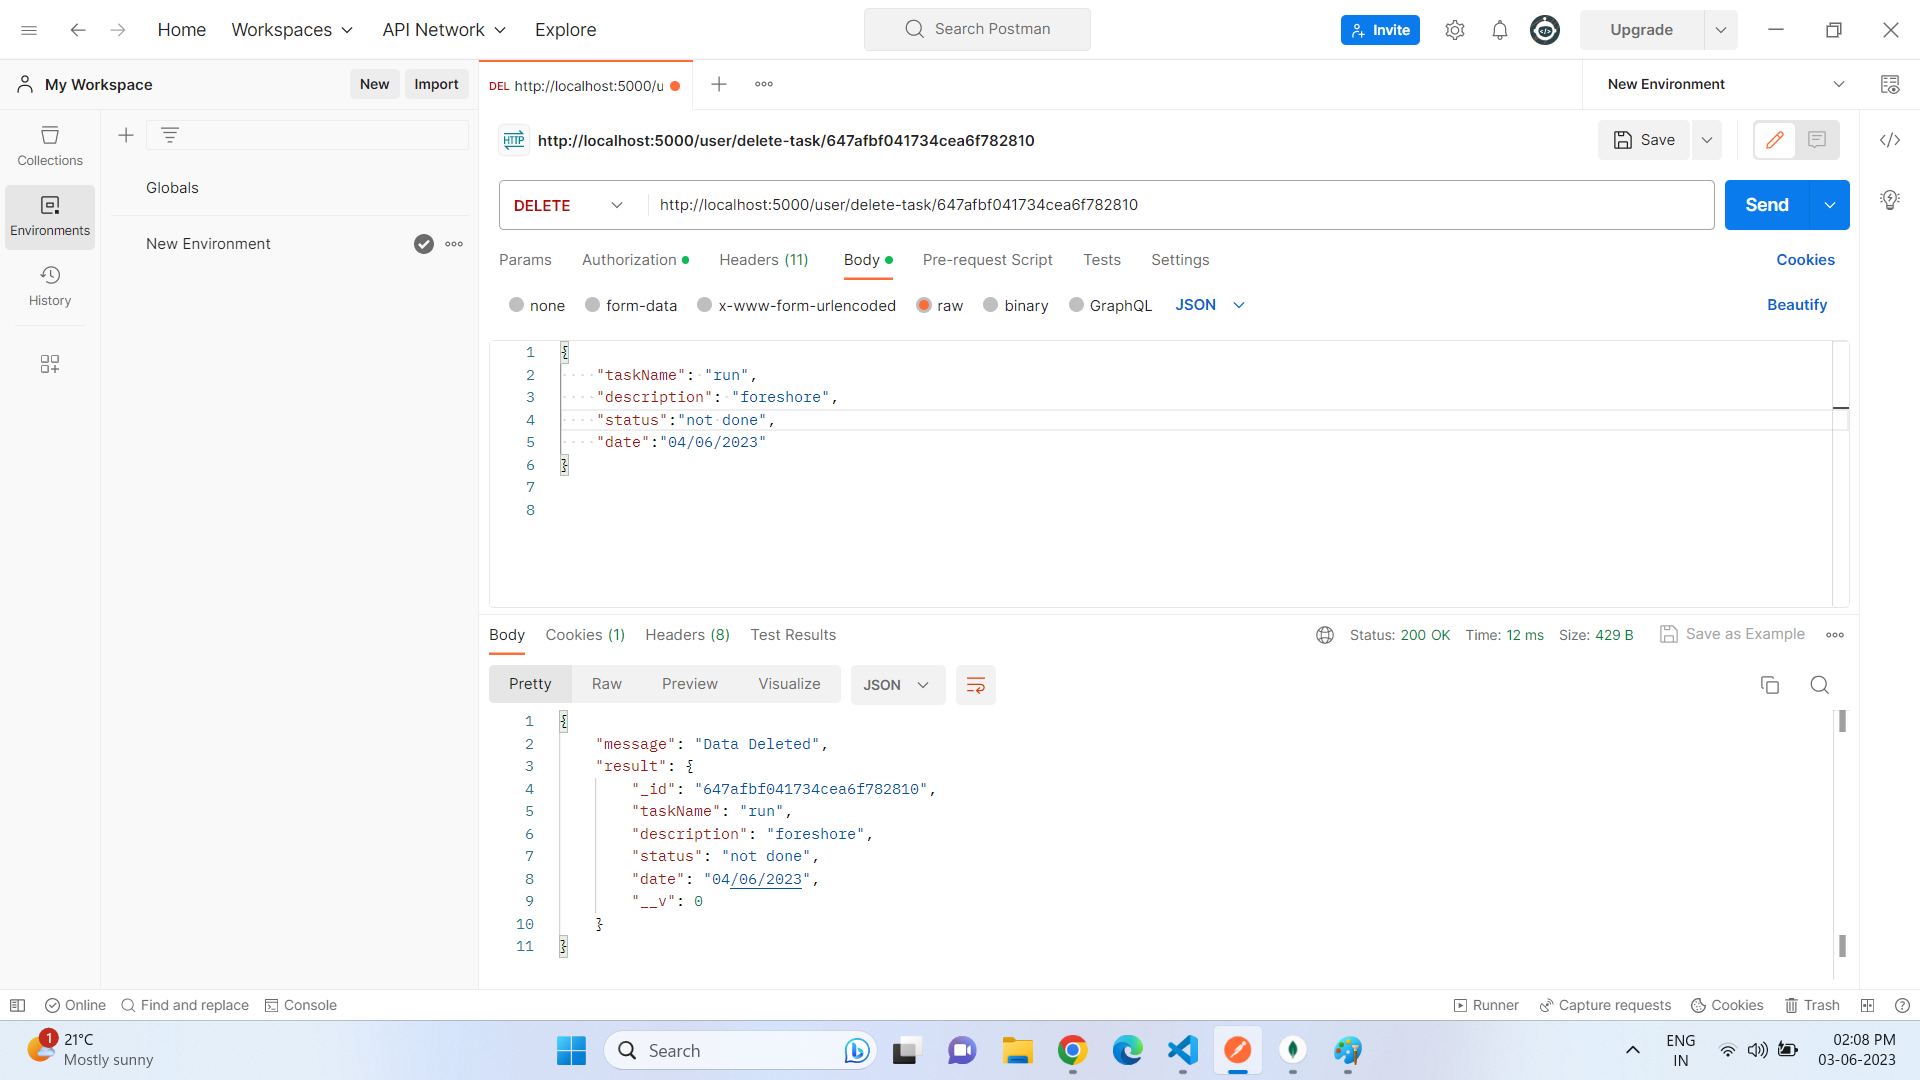 Home Workspaces API Network Explore Search Postman Invite Upgrade
My Workspace New Import DEL http://localhost:5000/u New Environment
Collections
Environments
History
Globals
New Environment
HTTP http://localhost:5000/user/delete-task/647afbf041734cea6f782810 Save
DELETE http://localhost:5000/user/delete-task/647afbf041734cea6f782810 Send
Params Authorization Headers (11) Body Pre-request Script Tests Settings Cookies
none form-data x-www-form-urlencoded raw binary GraphQL JSON Beautify
1 {
2 "taskName": "run",
3 "description": "foreshore",
4 "status":"not done",
5 "date":"04/06/2023"
6 }
7
8
Body Cookies (1) Headers (8) Test Results Status: 200 OK Time: 12 ms Size: 429 B Save as Example
Pretty Raw Preview Visualize JSON
1 {
2 "message": "Data Deleted",
3 "result": {
4 "_id": "647afbf041734cea6f782810",
5 "taskName": "run",
6 "description": "foreshore",
7 "status": "not done",
8 "date": "04/06/2023",
9 "__v": 0
10 }
11 }
Online Find and replace Console Runner Capture requests Cookies Trash
1 21°C
Mostly sunny
Search
ENG
IN
02:08 PM
03-06-2023